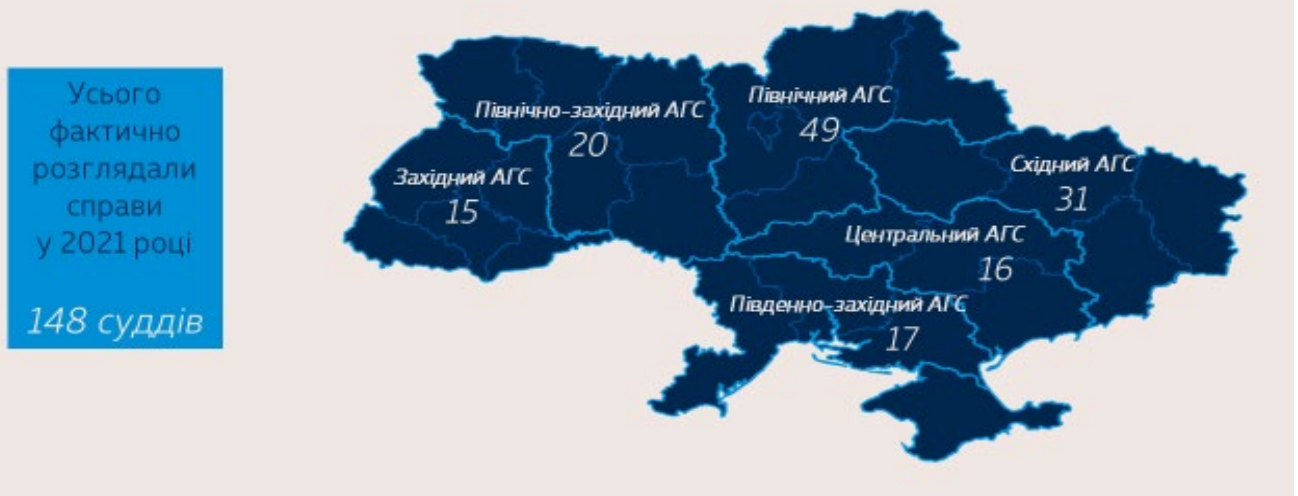 Усього
фактично
розглядали
справи
у 2021 році
148 суддів
Північно-західний АГС
20
Північний АГС
49
Західний АГС
15
Східний АГС
31
Центральний АГС
16
Південно-західний АГС
17